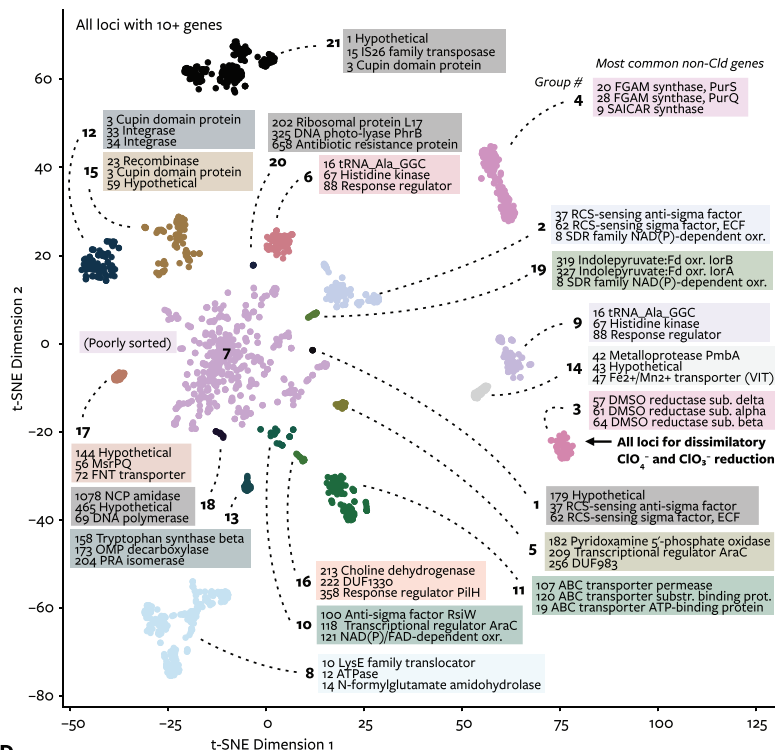 All loci with 10+ genes
21
1 Hypothetical
15 IS26 family transposase
3 Cupin domain protein
Most common non-Cld genes
Group #
4
20 FGAM synthase, PurS
28 FGAM synthase, PurQ
9 SAICAR synthase
12
3 Cupin domain protein
33 Integrase
34 Integrase
202 Ribosomal protein L17
325 DNA photo-lyase PhrB
658 Antibiotic resistance protein
20
15
23 Recombinase
3 Cupin domain protein
59 Hypothetical
6
16 tRNA_Ala_GGC
67 Histidine kinase
88 Response regulator
2
37 RCS-sensing anti-sigma factor
62 RCS-sensing sigma factor, ECF
8 SDR family NAD(P)-dependent oxr.
19
319 Indolepyruvate:Fd oxr. IorB
327 Indolepyruvate:Fd oxr. IorA
8 SDR family NAD(P)-dependent oxr.
9
16 tRNA_Ala_GGC
67 Histidine kinase
88 Response regulator
(Poorly sorted)
7
14
42 Metalloprotease PmbA
43 Hypothetical
47 Fe2+/Mn2+ transporter (VIT)
3
57 DMSO reductase sub. delta
61 DMSO reductase sub. alpha
64 DMSO reductase sub. beta
All loci for dissimilatory
ClO4− and ClO3− reduction
17
144 Hypothetical
56 MsrPQ
72 FNT transporter
18
1078 NCP amidase
465 Hypothetical
69 DNA polymerase
13
158 Tryptophan synthase beta
173 OMP decarboxylase
204 PRA isomerase
1
179 Hypothetical
37 RCS-sensing anti-sigma factor
62 RCS-sensing sigma factor, ECF
5
182 Pyridoxamine 5′-phosphate oxidase
209 Transcriptional regulator AraC
256 DUF983
11
107 ABC transporter permease
120 ABC transporter substr. binding prot.
19 ABC transporter ATP-binding protein
16
213 Choline dehydrogenase
222 DUF1330
358 Response regulator PilH
10
100 Anti-sigma factor RsiW
118 Transcriptional regulator AraC
121 NAD(P)/FAD-dependent oxr.
8
10 LysE family translocator
12 ATPase
14 N-formylglutamate amidohydrolase
t-SNE Dimension 2
60
40
20
0
−20
−40
−60
−80
−50
−25
0
25
50
75
100
125
t-SNE Dimension 1